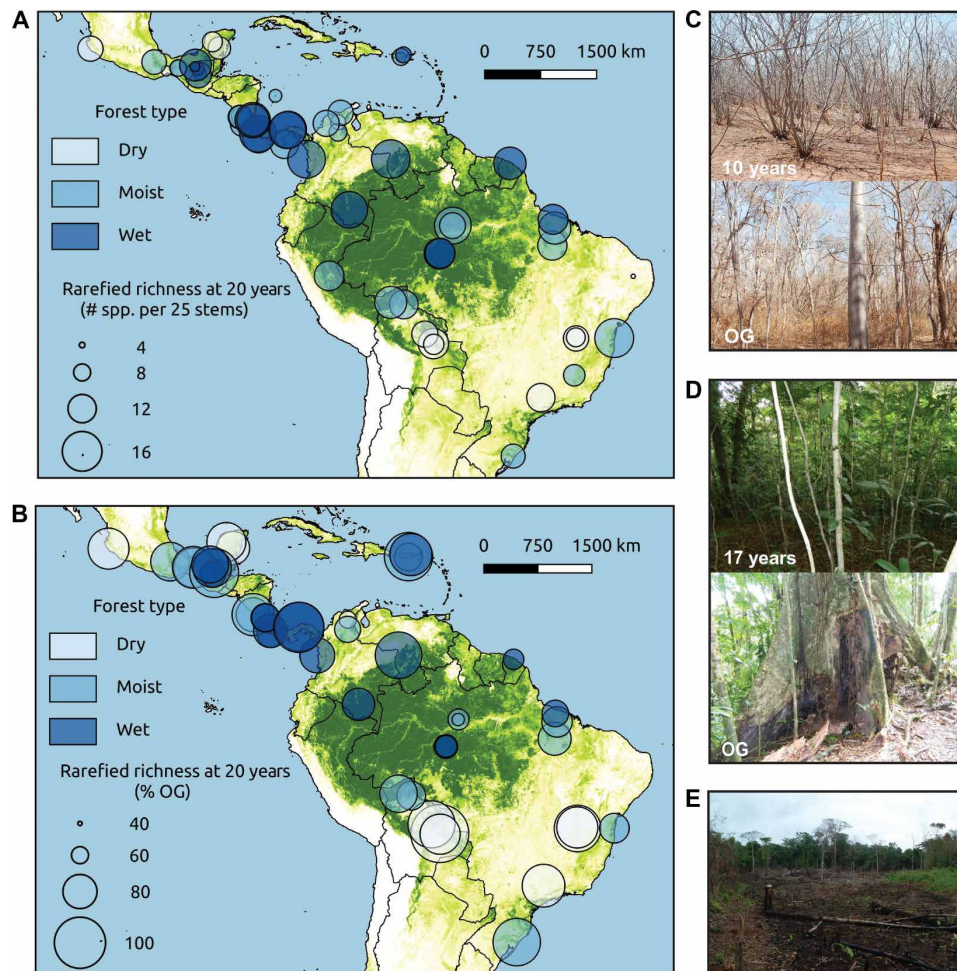 A
0 750 1500 km
Forest type
Dry
Moist
Wet
Rarefied richness at 20 years
(# spp. per 25 stems)
4
8
12
16
B
0 750 1500 km
Forest type
Dry
Moist
Wet
Rarefied richness at 20 years
(% OG)
40
60
80
100
C
10 years
OG
D
17 years
OG
E